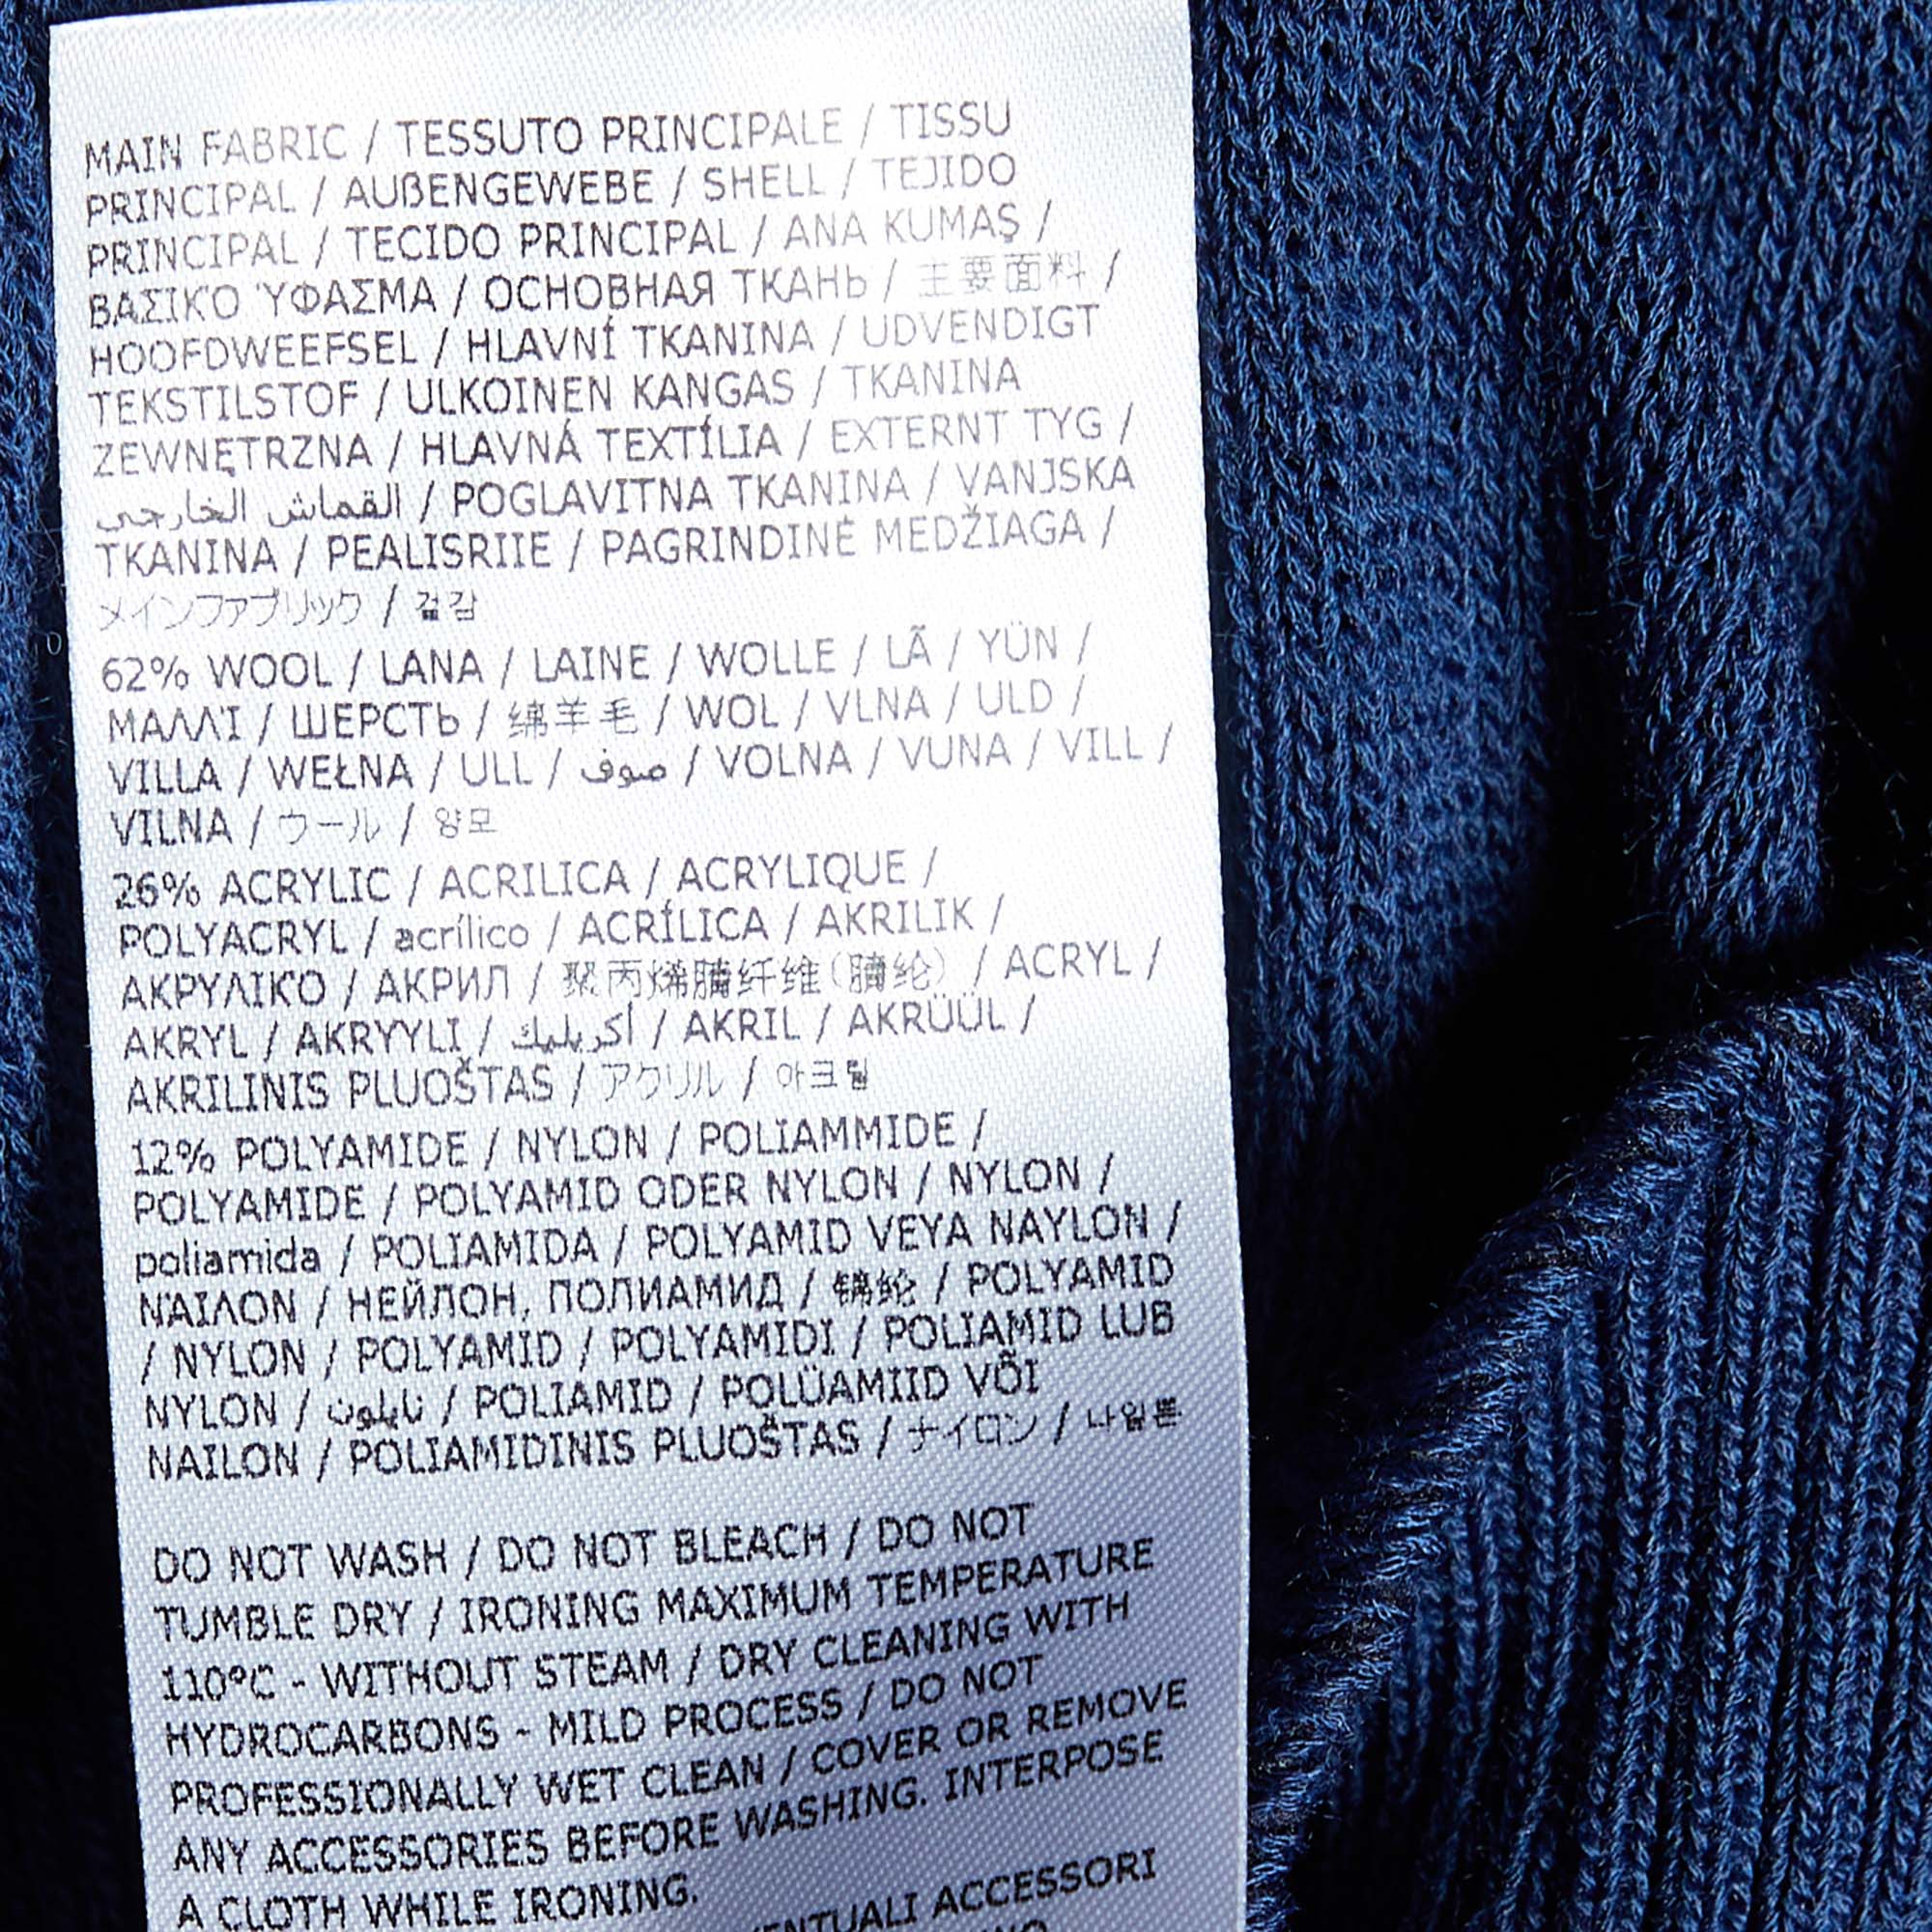 MAIN FABRIC / TESSUTO PRINCIPALE / TISSU
PRINCIPAL / AUßENGEWEBE / SHELL / TEJIDO
PRINCIPAL / TECIDO PRINCIPAL / ANA KUMAŞ /
ΒΑΣΙΚ'Ο 'ΥΦΑΣΜΑ / ОСНОВНАЯ ТКАНЬ / 主要面料 /
HOOFDWEEFSEL / HLAVNÍ TKANINA / UDVENDIGT
TEKSTILSTOF / ULKOINEN KANGAS / TKANINA
ZEWNĘTRZNA / HLAVNÁ TEXTÍLIA / EXTERNT TYG /
القماش الخارجي / POGLAVITNA TKANINA / VANJSKA
TKANINA / PEALISRIIE / PAGRINDINĖ MEDŽIAGA /
メインファブリック / 겉감
62% WOOL / LANA / LAINE / WOLLE / LÃ / YÜN /
ΜΑΛΛ'Ι / ШЕРСТЬ / 绵羊毛 / WOL / VLNA / ULD /
VILLA / WEŁNA / ULL / صوف / VOLNA / VUNA / VILL /
VILNA / ウール / 양모
26% ACRYLIC / ACRILICA / ACRYLIQUE /
POLYACRYL / acrílico / ACRÍLICA / AKRILIK /
ΑΚΡΥΛΙΚ'Ο / АКРИЛ / 聚丙烯腈纤维(腈纶) / ACRYL /
AKRYL / AKRYYLI / أكريليك / AKRIL / AKRÜÜL /
AKRILINIS PLUOŠTAS / アクリル / 아크릴
12% POLYAMIDE / NYLON / POLIAMMIDE /
POLYAMIDE / POLYAMID ODER NYLON / NYLON /
poliamida / POLIAMIDA / POLYAMID VEYA NAYLON /
Ν'ΑΙΛΟΝ / НЕЙЛОН, ПОЛИАМИД / 锦纶 / POLYAMID
/ NYLON / POLYAMID / POLYAMIDI / POLIAMID LUB
NYLON / نايلون / POLIAMID / POLÜAMIID VÕI
NAILON / POLIAMIDINIS PLUOŠTAS / ナイロン / 나일론
DO NOT WASH / DO NOT BLEACH / DO NOT
TUMBLE DRY / IRONING MAXIMUM TEMPERATURE
110°C - WITHOUT STEAM / DRY CLEANING WITH
HYDROCARBONS - MILD PROCESS / DO NOT
PROFESSIONALLY WET CLEAN / COVER OR REMOVE
ANY ACCESSORIES BEFORE WASHING. INTERPOSE
A CLOTH WHILE IRONING.
ACCESSORI